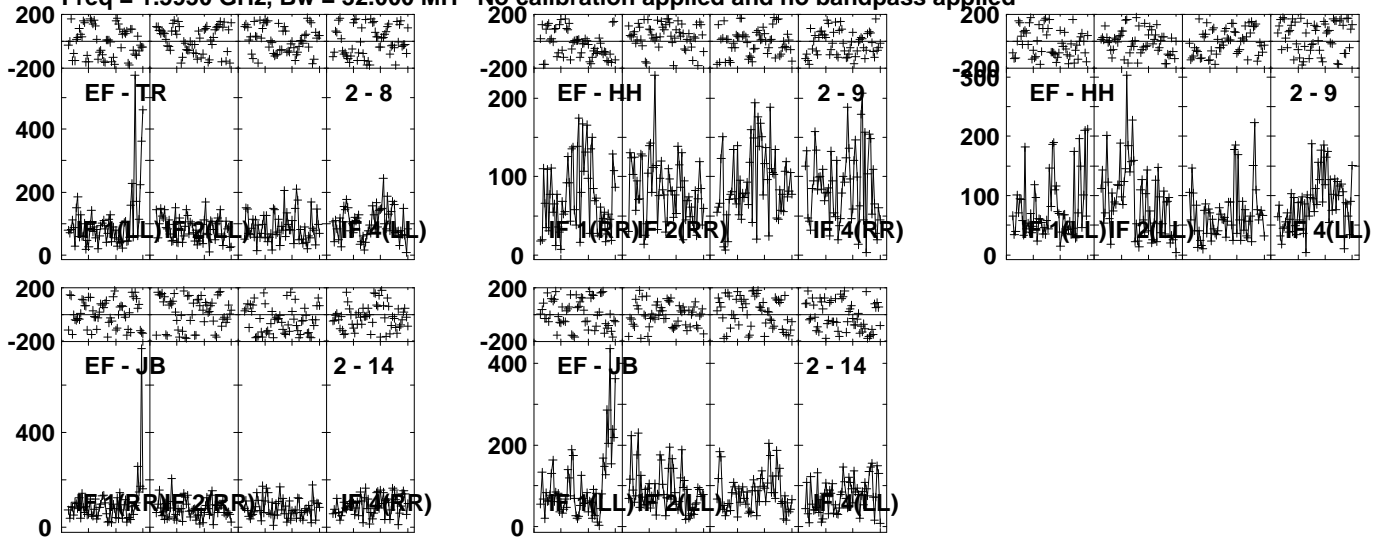 Freq = 1.9950 GHz, Bw = 32.000 MH No calibration applied and no bandpass applied
200
-200
EF - TR 2 - 8
400
200
100
0
IF 1(LL) IF 2(LL) IF 4(LL)
200
-200
EF - HH 2 - 9
200
100
0
IF 1(RR) IF 2(RR) IF 4(RR)
200
-200
300
EF - HH 2 - 9
200
100
0
IF 1(LL) IF 2(LL) IF 4(LL)
200
-200
EF - JB 2 - 14
400
0
IF 1(RR) IF 2(RR) IF 4(RR)
200
-200
400
EF - JB 2 - 14
200
0
IF 1(LL) IF 2(LL) IF 4(LL)